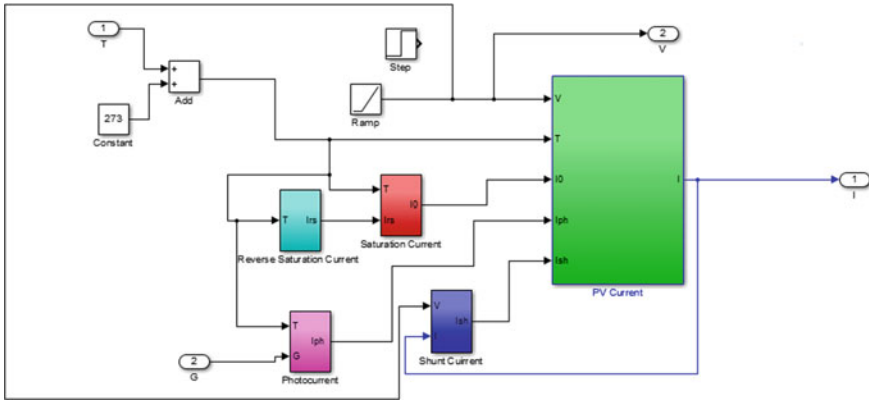 1
T
+
+
Add
273
Constant
Step
Ramp
2
V
V
T
I0
Iph
Ish
I
PV Current
1
I
T
Irs
Reverse Saturation Current
T
Irs
I0
Saturation Current
T
G
Iph
Photocurrent
2
G
V
I
Ish
Shunt Cuirrent